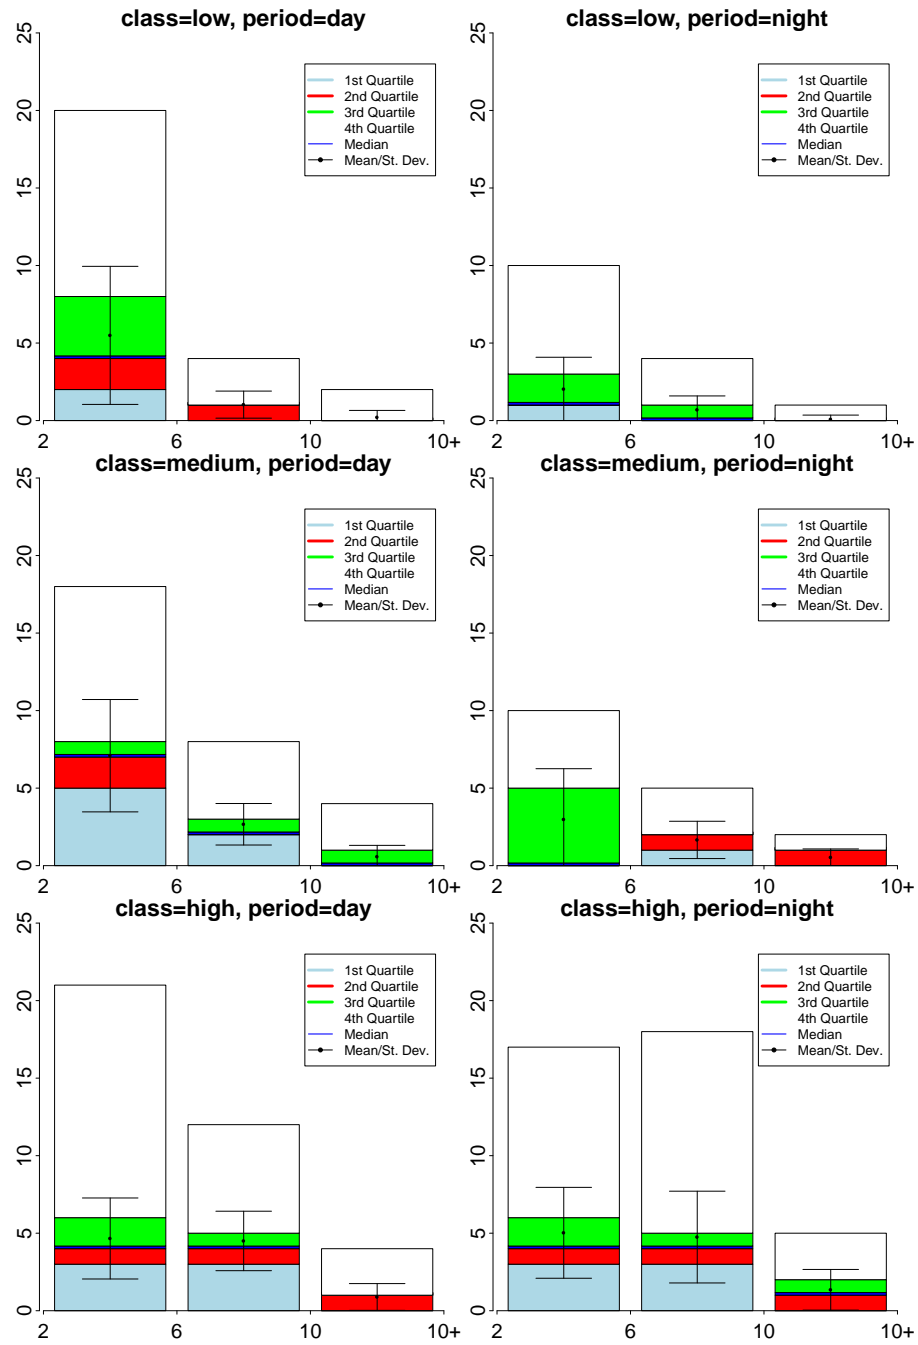 class=low, period=day
25
20
15
10
5
0
1st Quartile
2nd Quartile
3rd Quartile
4th Quartile
Median
Mean/St. Dev.
2 6 10 10+
class=low, period=night
25
20
15
10
5
0
1st Quartile
2nd Quartile
3rd Quartile
4th Quartile
Median
Mean/St. Dev.
2 6 10 10+
class=medium, period=day
25
20
15
10
5
0
1st Quartile
2nd Quartile
3rd Quartile
4th Quartile
Median
Mean/St. Dev.
2 6 10 10+
class=medium, period=night
25
20
15
10
5
0
1st Quartile
2nd Quartile
3rd Quartile
4th Quartile
Median
Mean/St. Dev.
2 6 10 10+
class=high, period=day
25
20
15
10
5
0
1st Quartile
2nd Quartile
3rd Quartile
4th Quartile
Median
Mean/St. Dev.
2 6 10 10+
class=high, period=night
25
20
15
10
5
0
1st Quartile
2nd Quartile
3rd Quartile
4th Quartile
Median
Mean/St. Dev.
2 6 10 10+